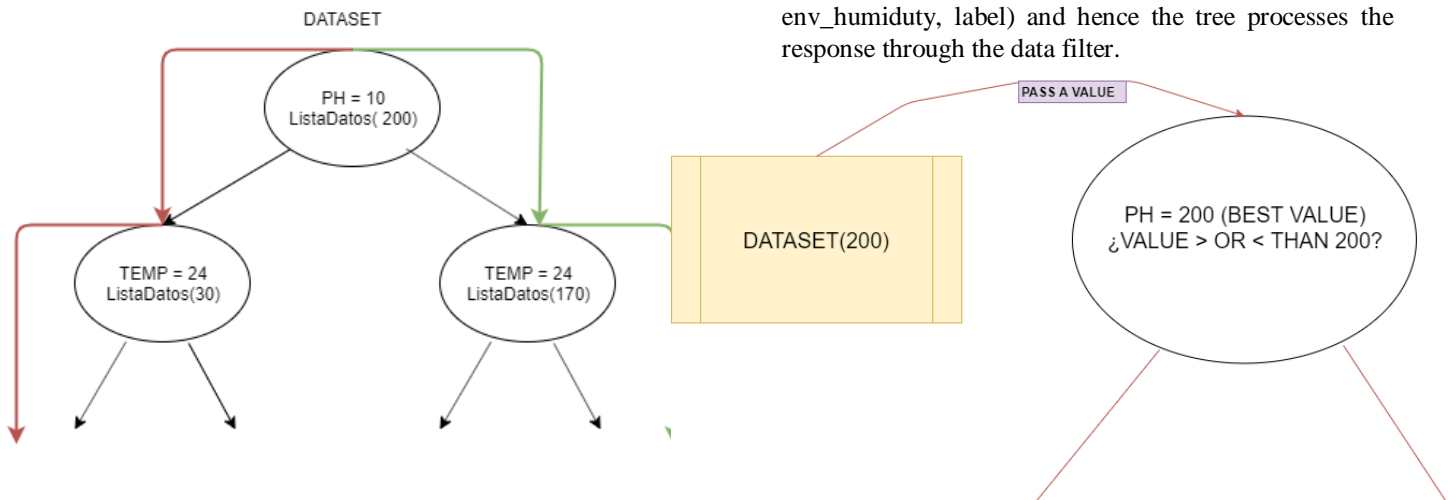 DATASET
PH = 10
ListaDatos( 200)
TEMP = 24
ListaDatos(30)
TEMP = 24
ListaDatos(170)
env_humiduty, label) and hence the tree processes the
response through the data filter.
PASS A VALUE
DATASET(200)
PH = 200 (BEST VALUE)
¿VALUE > OR < THAN 200?